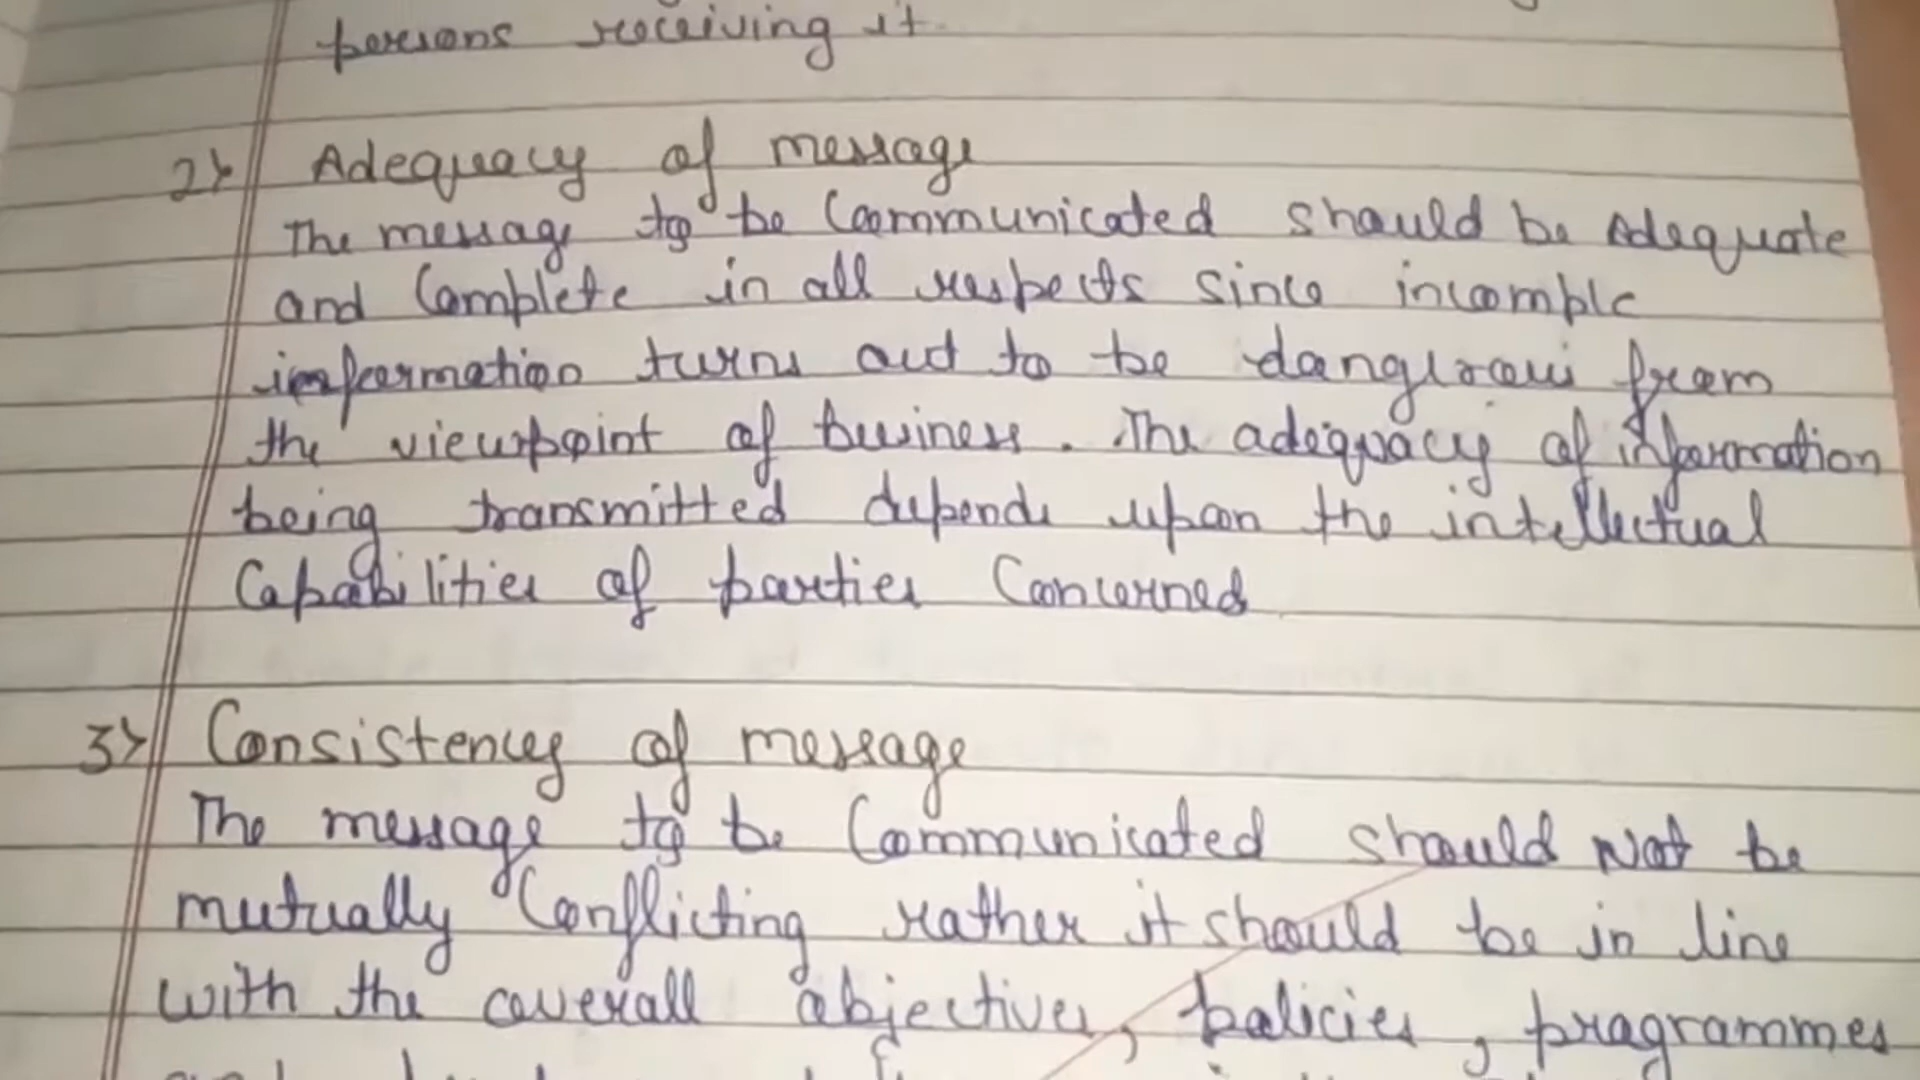 persons receiving it
2) Adequacy of message
The message to be Communicated should be Adequate
and Complete in all respects since incomple
information turns out to be dangerous from
the viewpoint of business. The adequacy of information
being transmitted depends upon the intellectual
Capabilities of parties Concerned
3) Consistency of message
The message to be Communicated should Not be
mutually Conflicting rather it should be in line
with the overall objectives, policies, programmes